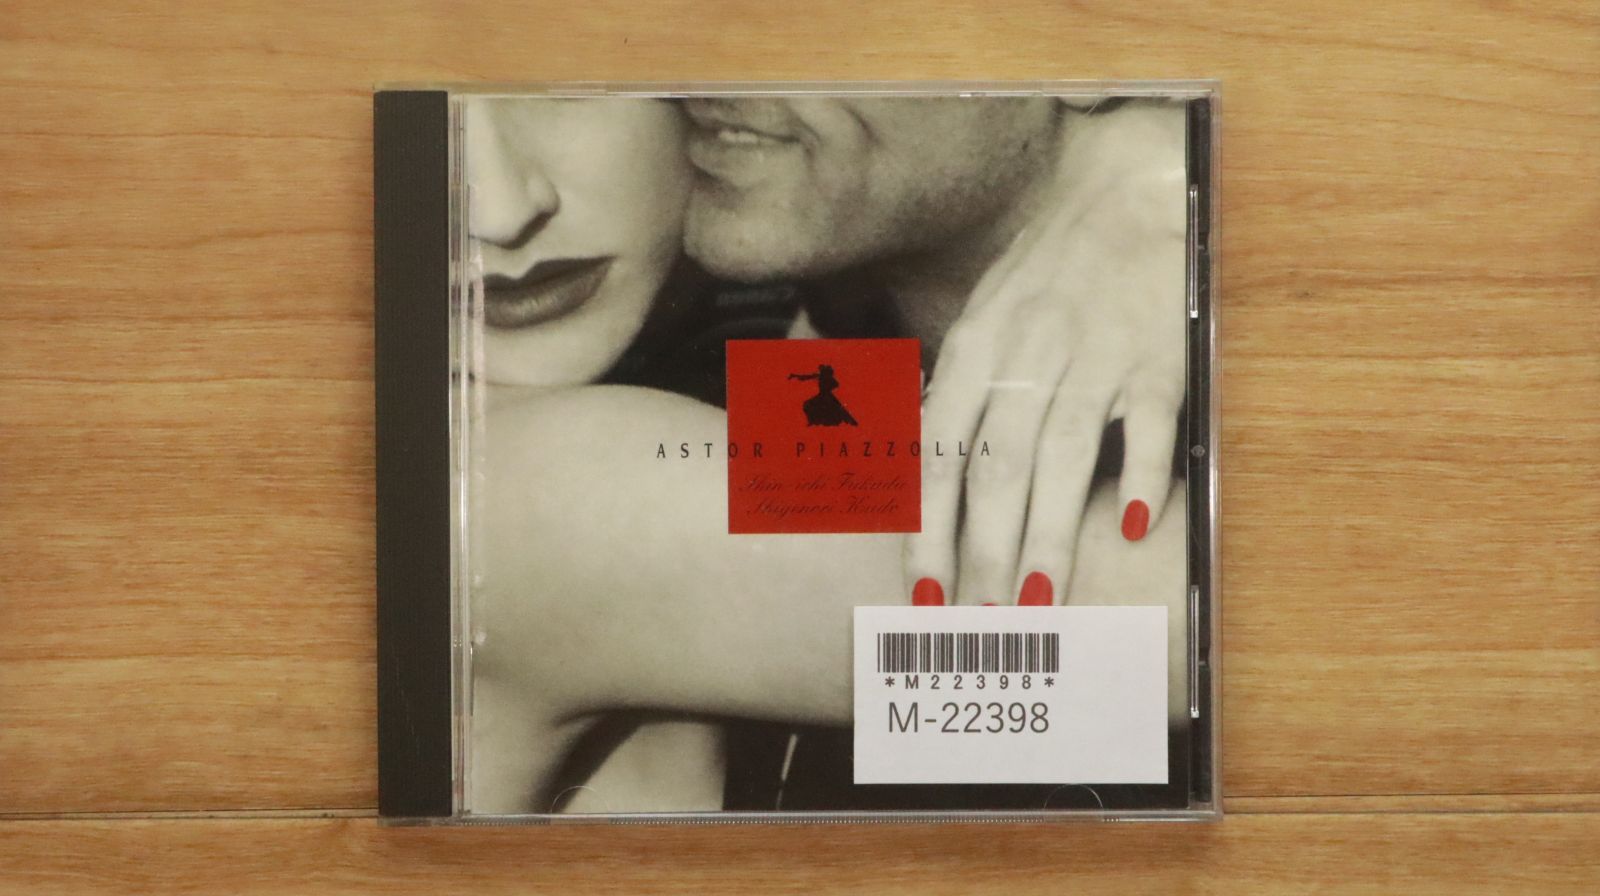 ASTOR PIAZZOLLA
Shin-ichi Fukuda
Shigenori Kudo
*M22398*
M-22398